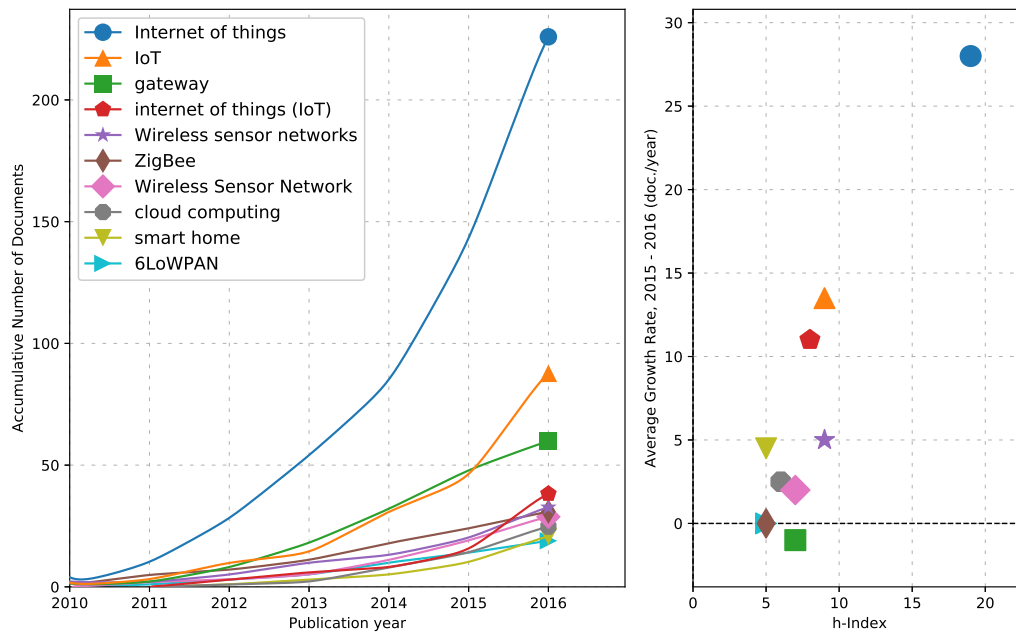 Internet of things
IoT
gateway
internet of things (IoT)
Wireless sensor networks
ZigBee
Wireless Sensor Network
cloud computing
smart home
6LoWPAN
Accumulative Number of Documents
200
150
100
50
0
2010 2011 2012 2013 2014 2015 2016
Publication year
Average Growth Rate, 2015 - 2016 (doc./year)
30
25
20
15
10
5
0
0 5 10 15 20
h-Index